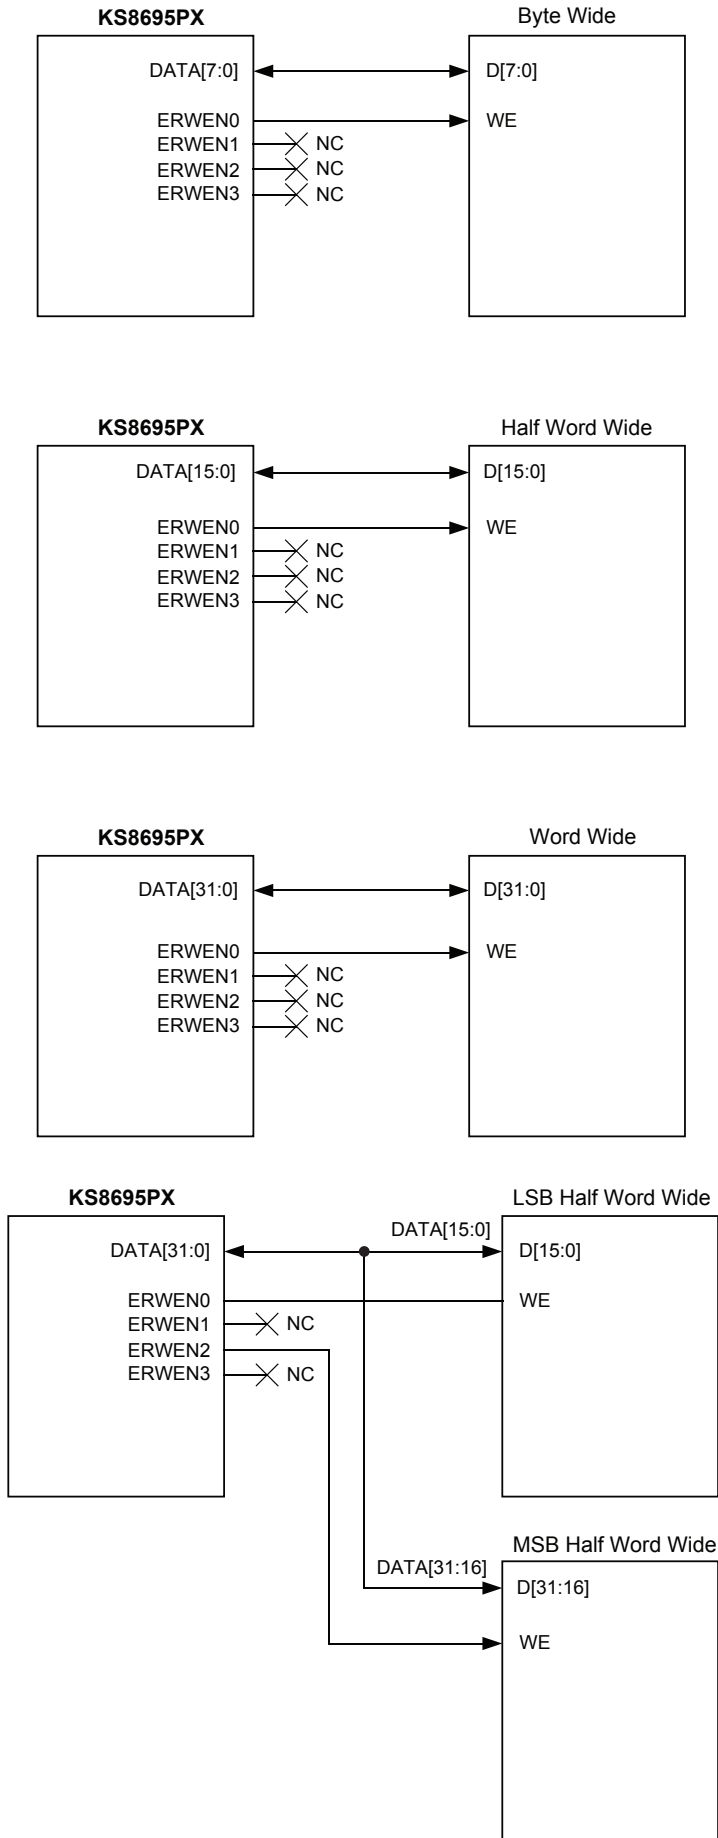 KS8695PX Byte Wide
DATA[7:0] D[7:0]
ERWEN0 WE
ERWEN1 NC
ERWEN2 NC
ERWEN3 NC
KS8695PX Half Word Wide
DATA[15:0] D[15:0]
ERWEN0 WE
ERWEN1 NC
ERWEN2 NC
ERWEN3 NC
KS8695PX Word Wide
DATA[31:0] D[31:0]
ERWEN0 WE
ERWEN1 NC
ERWEN2 NC
ERWEN3 NC
KS8695PX LSB Half Word Wide
DATA[15:0]
DATA[31:0] D[15:0]
ERWEN0 WE
ERWEN1 NC
ERWEN2
ERWEN3 NC
MSB Half Word Wide
DATA[31:16]
D[31:16]
WE